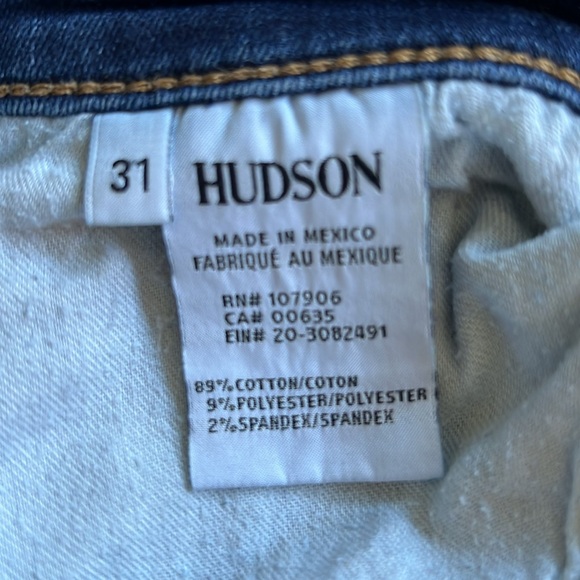 31
HUDSON
MADE IN MEXICO
FABRIQUÉ AU MEXIQUE
RN# 107906
CA# 00635
EIN# 20-3082491
89%COTTON/COTON
9%POLYESTER/POLYESTER
2%SPANDEX/SPANDEX